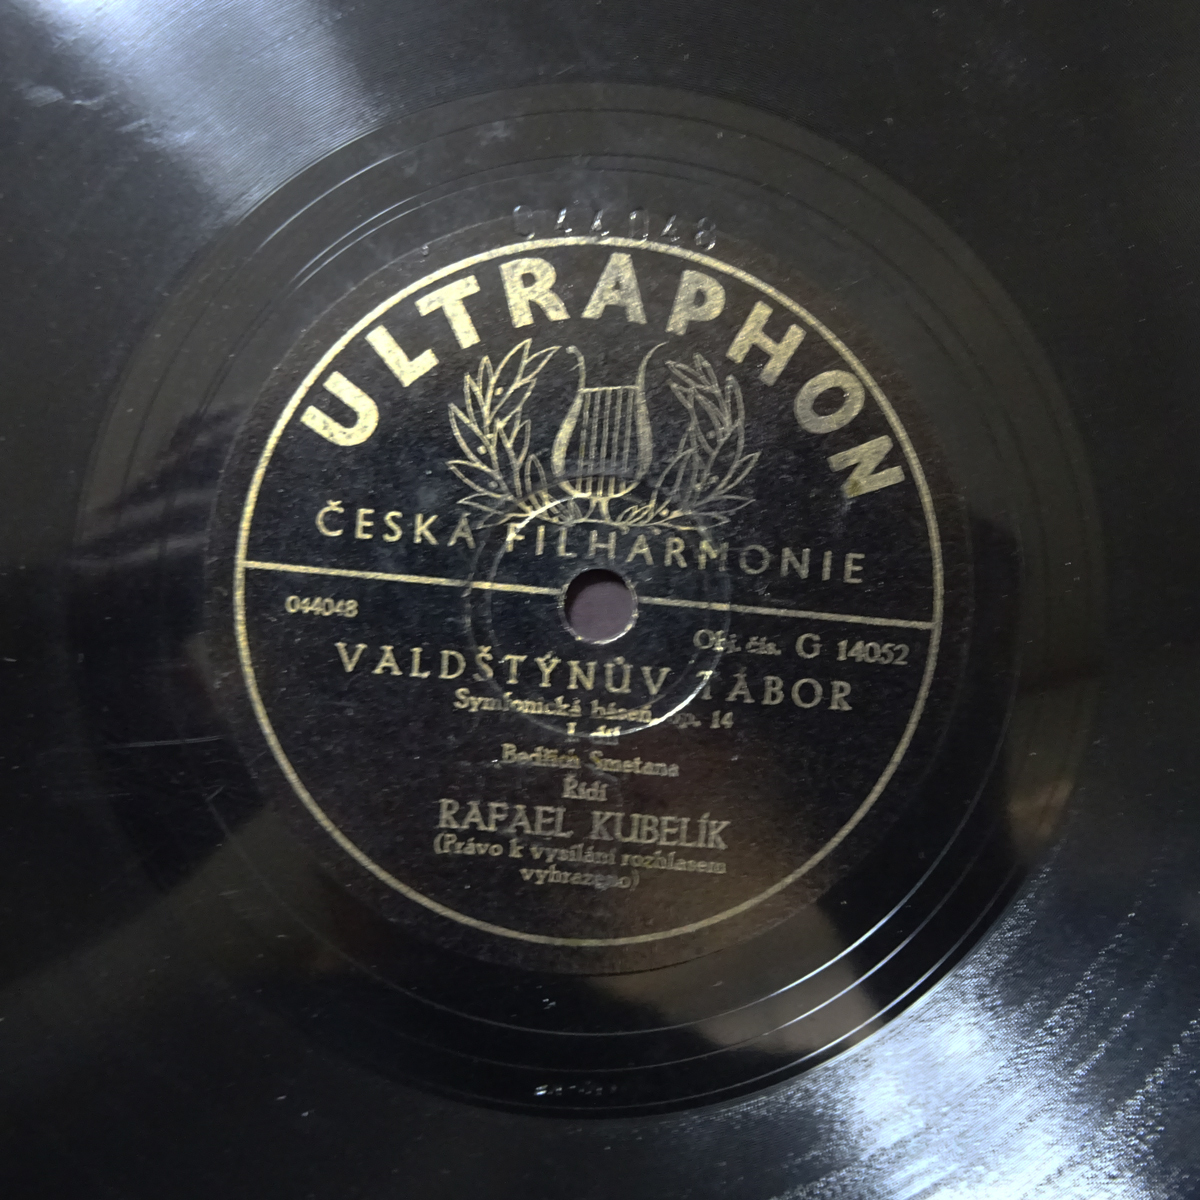 044048
ULTRAPHON
ČESKÁ FILHARMONIE
044048
Obj. čís. G 14052
VALDŠTÝNŮV TÁBOR
Symfonická báseň, op. 14
I. díl
Bedřich Smetana
Řídí
RAFAEL KUBELÍK
(Právo k vysílání rozhlasem
vyhrazeno)